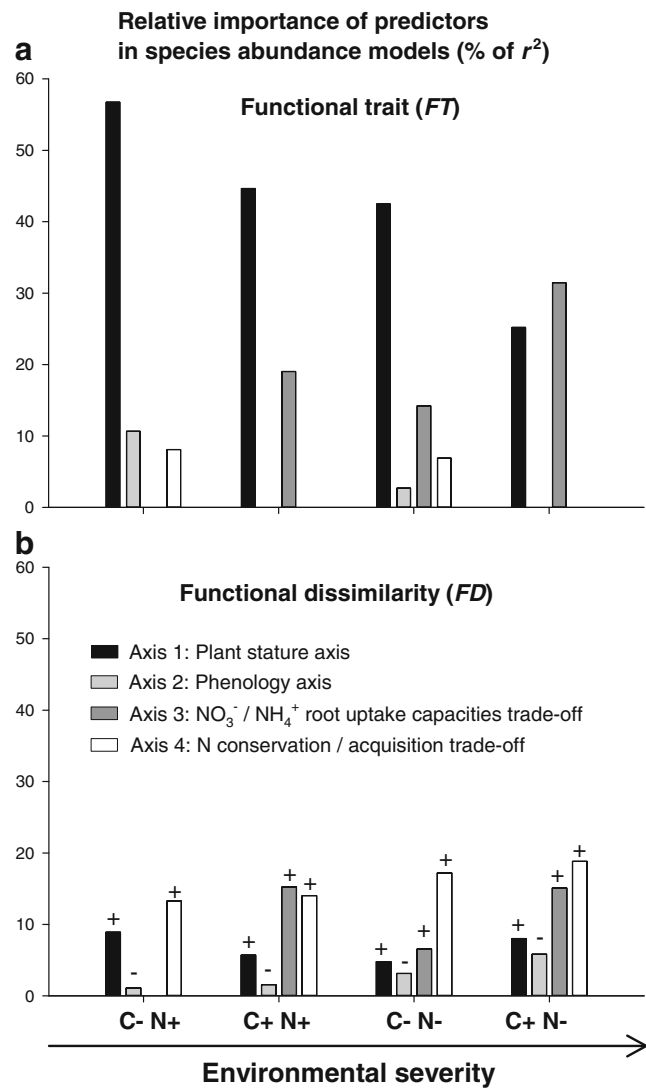 Relative importance of predictors
in species abundance models (% of r²)
a
60
50
40
30
20
10
0
Functional trait (FT)
b
60
50
40
30
20
10
0
Functional dissimilarity (FD)
Axis 1: Plant stature axis
Axis 2: Phenology axis
Axis 3: NO₃⁻ / NH₄⁺ root uptake capacities trade-off
Axis 4: N conservation / acquisition trade-off
+ - + + - + + + - + + + - + +
C- N+ C+ N+ C- N- C+ N-
Environmental severity